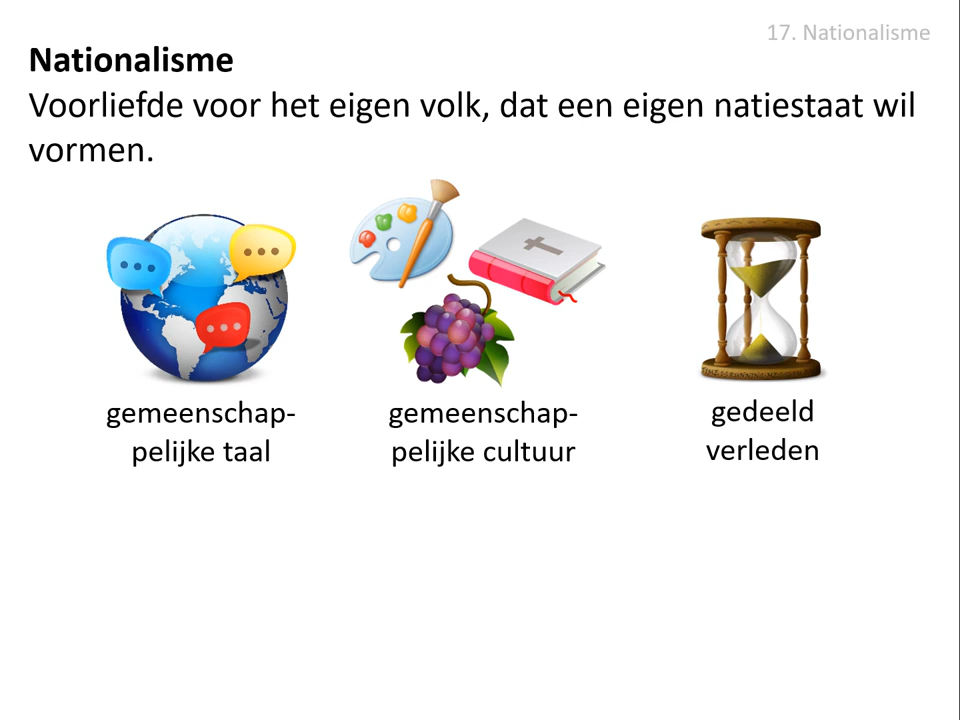 17. Nationalisme
Nationalisme
Voorliefde voor het eigen volk, dat een eigen natiestaat wil
vormen.
gemeenschap-
pelijke taal
gemeenschap-
pelijke cultuur
gedeeld
verleden